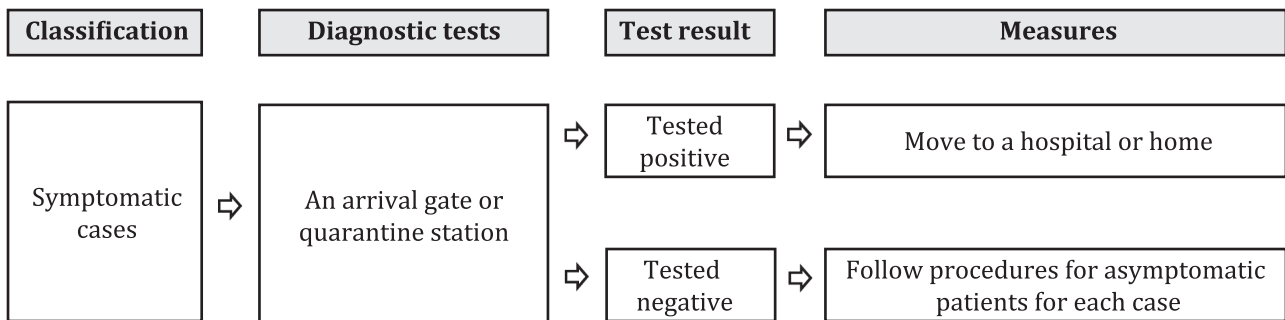 Classification
Diagnostic tests
Test result
Measures
Symptomatic
cases
An arrival gate or
quarantine station
Tested
positive
Move to a hospital or home
Tested
negative
Follow procedures for asymptomatic
patients for each case